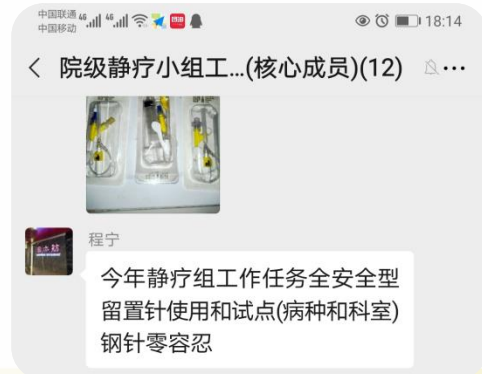 中国联通
中国移动
46 46 18:14
院级静疗小组工...(核心成员)(12)
程宁
今年静疗组工作任务全安全型
留置针使用和试点(病种和科室)
钢针零容忍